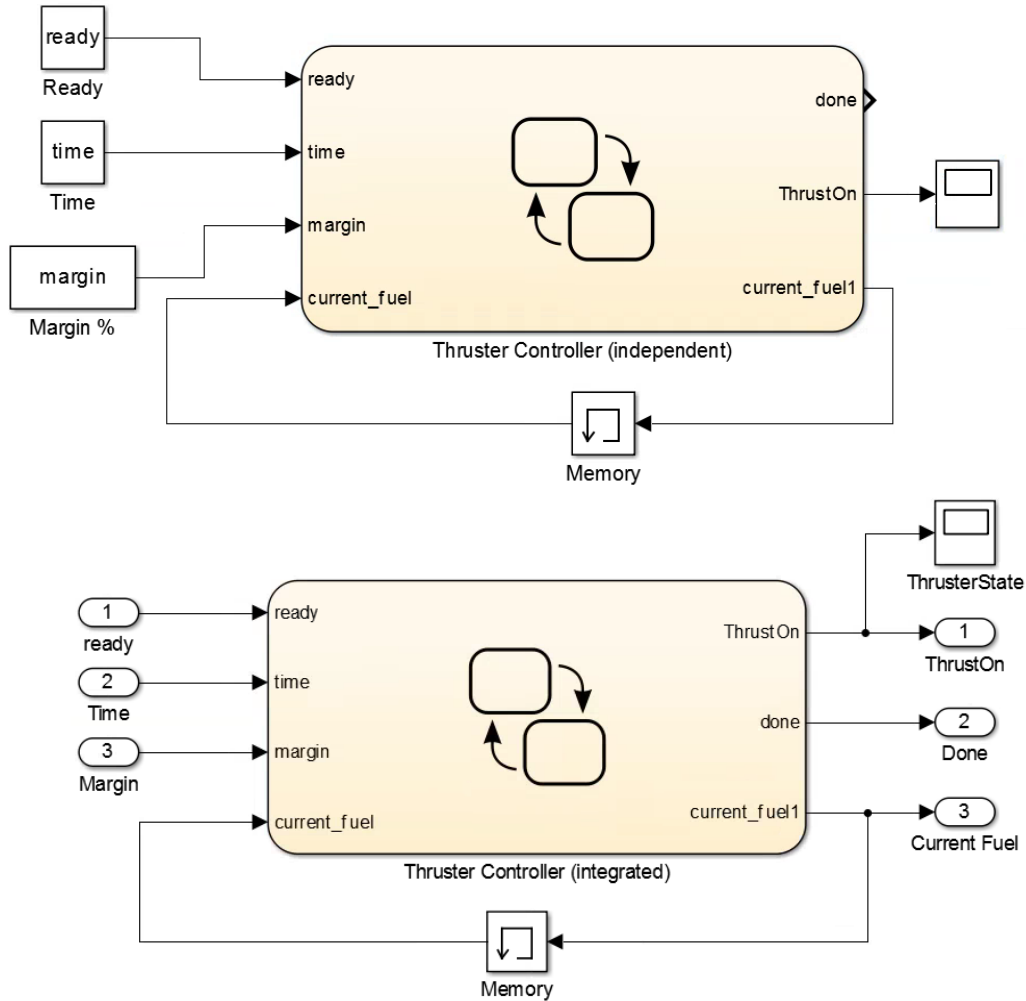 ready
Ready
time
Time
margin
Margin %
ready
time
margin
current_fuel
done
ThrustOn
current_fuel1
Thruster Controller (independent)
Memory
1
ready
2
Time
3
Margin
ready
time
margin
current_fuel
ThrustOn
done
current_fuel1
Thruster Controller (integrated)
ThrusterState
1
ThrustOn
2
Done
3
Current Fuel
Memory